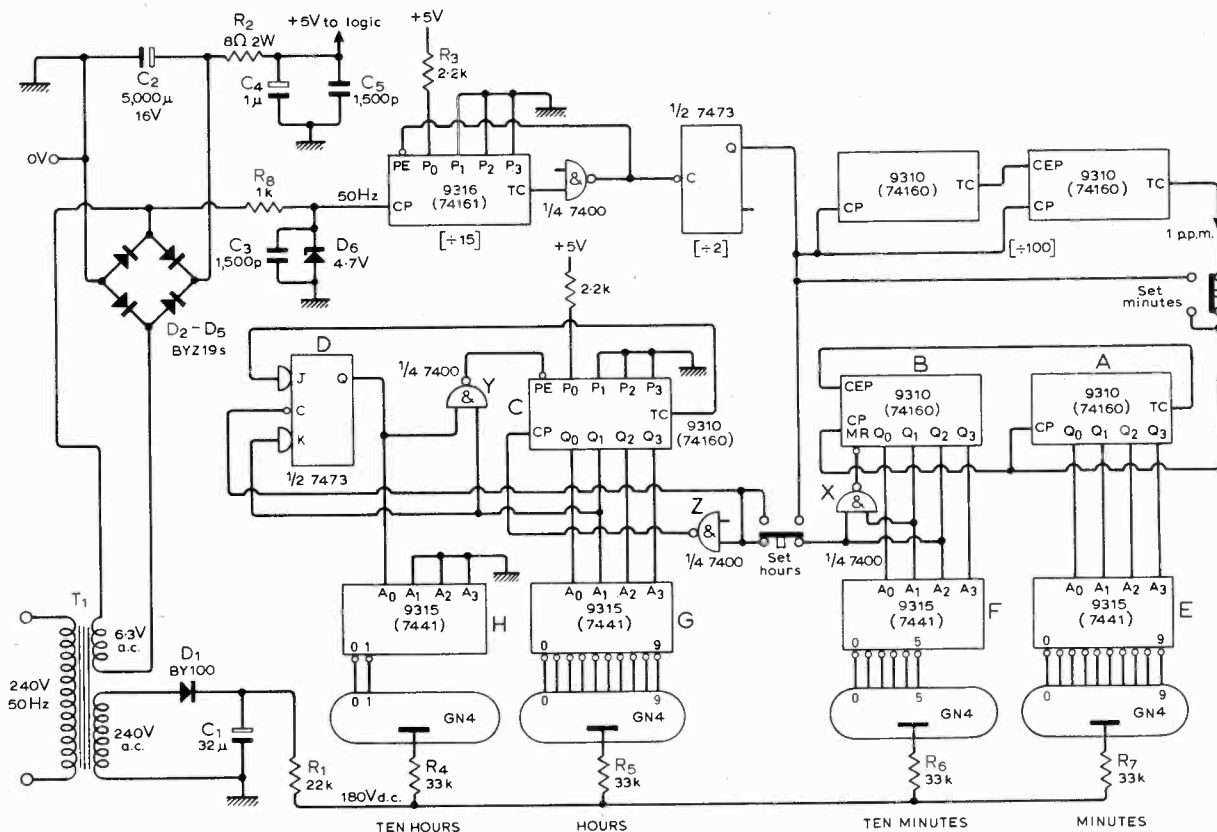 R2
8Ω 2W
+5V to logic
C2
5,000μ
16V
C4
1μ
C5
1,500p
0V
+5V
R3
2·2k
PE P0 P1 P2 P3
9316
(74161)
TC
CP
[÷15]
&
1/4 7400
1/2 7473
Q
C
[÷2]
9310
(74160)
TC
CP
CEP
9310
(74160)
TC
CP
[÷100]
1 p.p.m.
Set
minutes
R8
1k
50Hz
C3
1,500p
D6
4·7V
D2 – D5
BYZ19s
+5V
2·2k
D
J
Q
C
K
1/2 7473
1/4 7400
Y
&
C
PE P0 P1 P2 P3
TC
CP
Q0 Q1 Q2 Q3
9310
(74160)
Z
&
1/4 7400
Set
hours
B
CEP
9310
(74160)
CP
MR Q0 Q1 Q2 Q3
X
&
1/4 7400
A
9310
(74160)
TC
CP
Q0 Q1 Q2 Q3
A0 A1 A2 A3
9315
(7441)
H
0 1
A0 A1 A2 A3
9315
(7441)
G
0 9
A0 A1 A2 A3
9315
(7441)
F
0 5
A0 A1 A2 A3
9315
(7441)
E
0 9
0 1
GN4
0 9
GN4
0 5
GN4
0 9
GN4
T1
6·3V
a.c.
240V
50Hz
240V
a.c.
D1
BY100
C1
32μ
R1
22k
180V d.c.
R4
33k
R5
33k
R6
33k
R7
33k
TEN HOURS
HOURS
TEN MINUTES
MINUTES